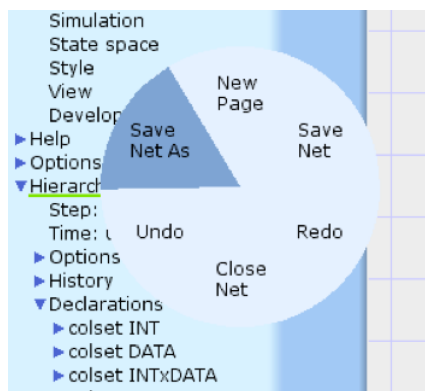 Simulation
State space
Style
View
Develop
Help
Options
Hierarch
Step:
Time:
Options
History
Declarations
colset INT
colset DATA
colset INTxDATA
New
Page
Save
Net
Redo
Close
Net
Undo
Save
Net As